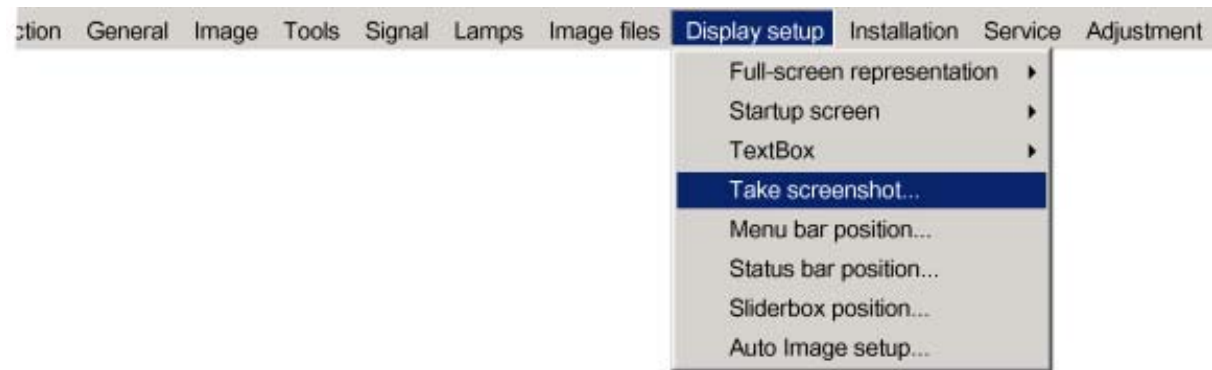 ction General Image Tools Signal Lamps Image files Display setup Installation Service Adjustment
Full-screen representation
Startup screen
TextBox
Take screenshot...
Menu bar position...
Status bar position...
Sliderbox position...
Auto Image setup...